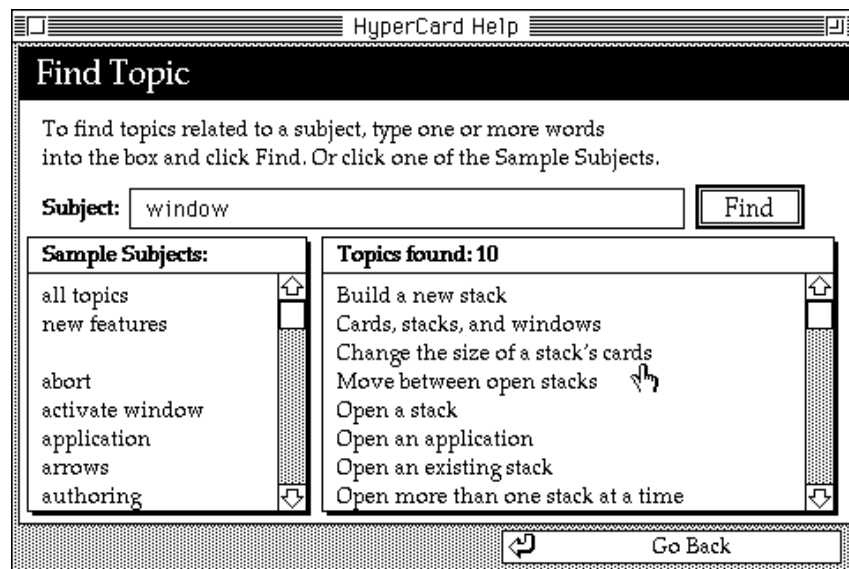 HyperCard Help
Find Topic
To find topics related to a subject, type one or more words
into the box and click Find. Or click one of the Sample Subjects.
Subject: window Find
Sample Subjects:
all topics
new features
abort
activate window
application
arrows
authoring
Topics found: 10
Build a new stack
Cards, stacks, and windows
Change the size of a stack's cards
Move between open stacks
Open a stack
Open an application
Open an existing stack
Open more than one stack at a time
Go Back